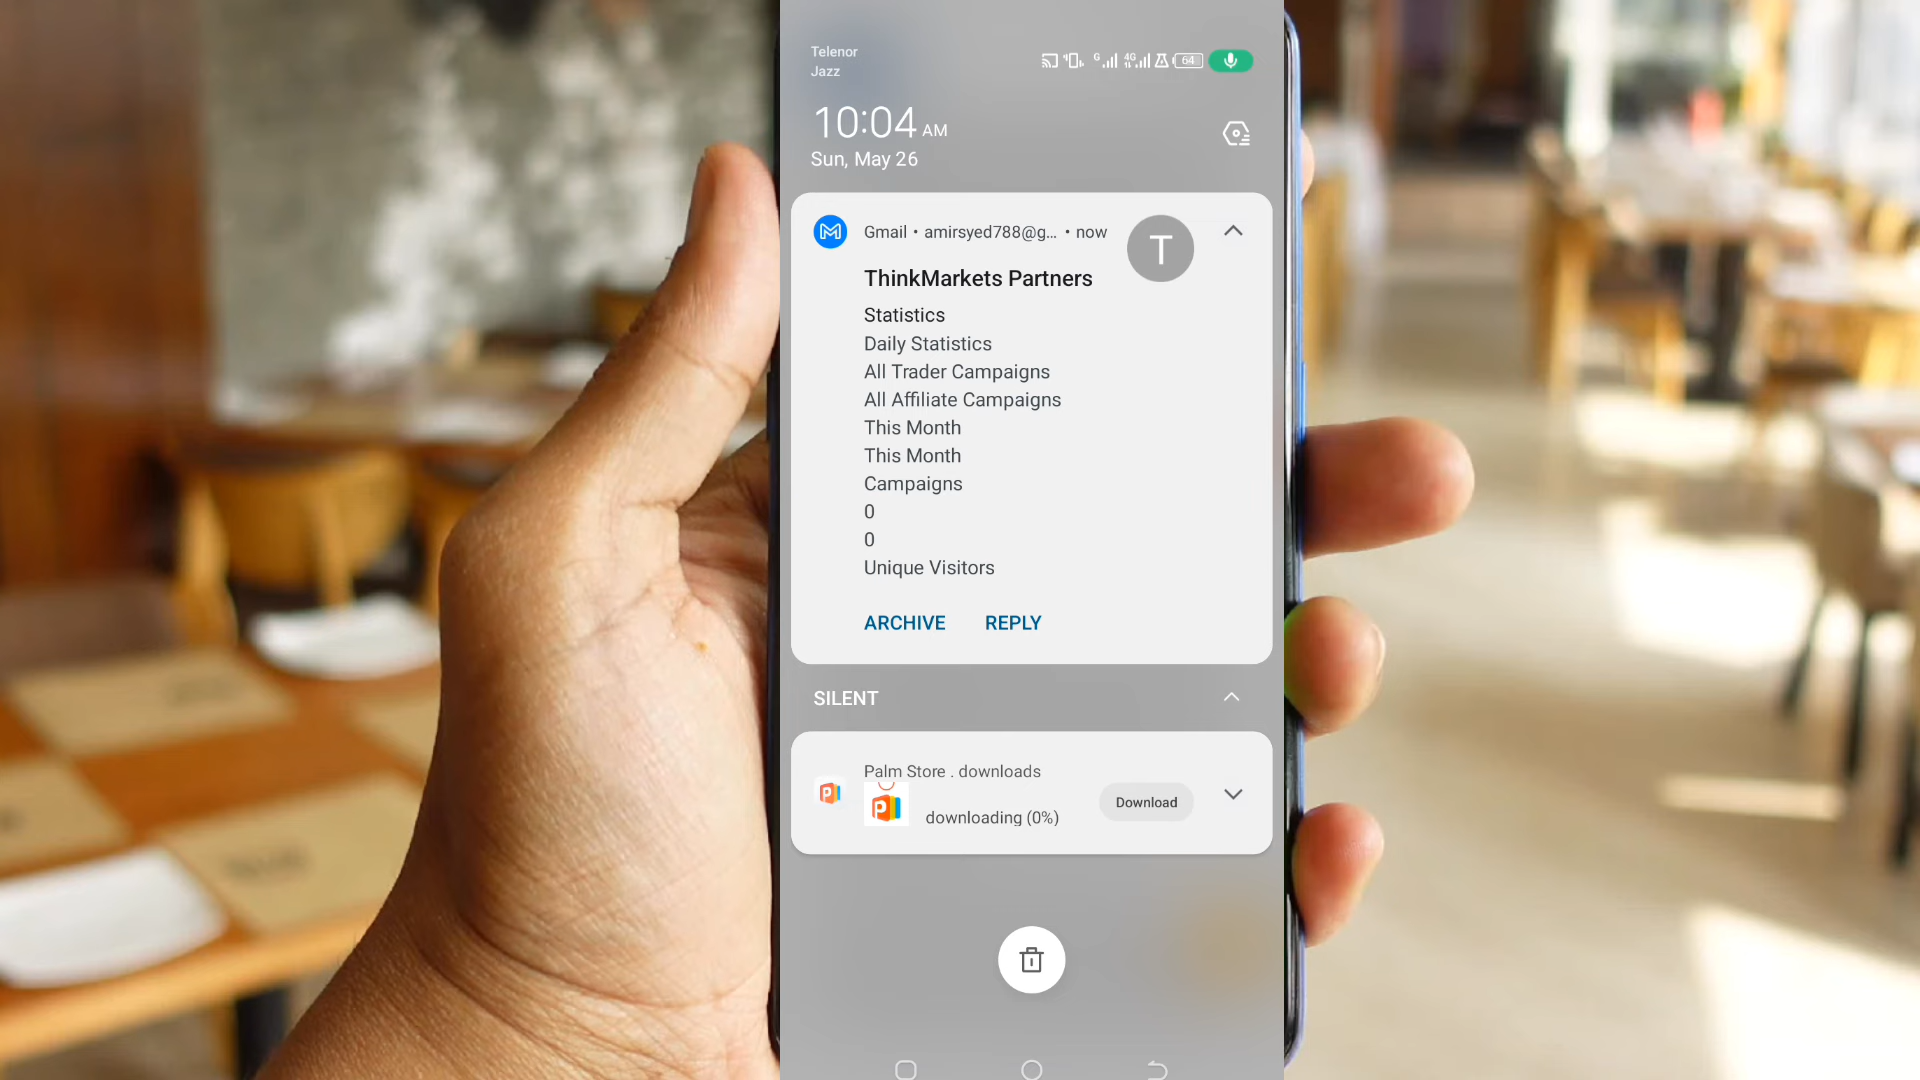 Telenor
Jazz
G 4G 64
10:04 AM
Sun, May 26
Gmail • amirsyed788@g... • now
T
ThinkMarkets Partners
Statistics
Daily Statistics
All Trader Campaigns
All Affiliate Campaigns
This Month
This Month
Campaigns
0
0
Unique Visitors
ARCHIVE REPLY
SILENT
Palm Store . downloads
downloading (0%)
Download